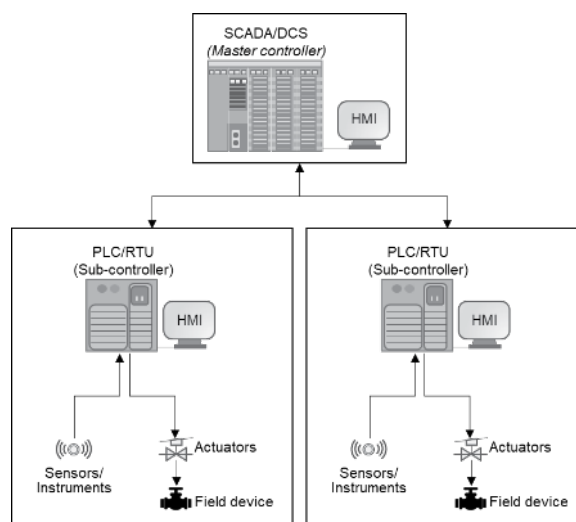 SCADA/DCS
(Master controller)
HMI
PLC/RTU
(Sub-controller)
HMI
Sensors/
Instruments
Actuators
Field device
PLC/RTU
(Sub-controller)
HMI
Sensors/
Instruments
Actuators
Field device